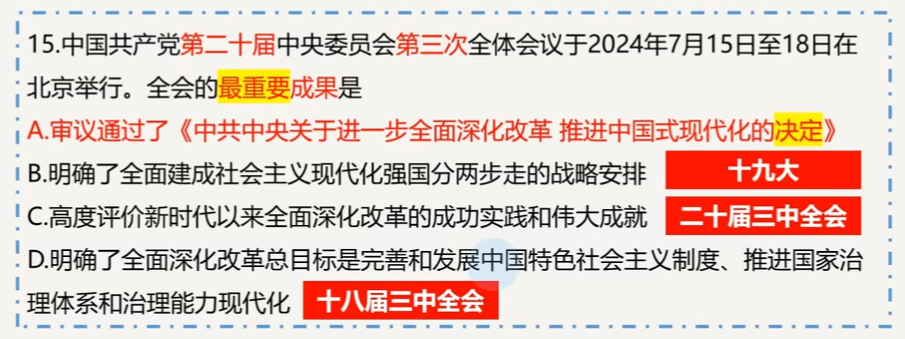 15.中国共产党第二十届中央委员会第三次全体会议于2024年7月15日至18日在
北京举行。全会的最重要成果是
A.审议通过了《中共中央关于进一步全面深化改革 推进中国式现代化的决定》
B.明确了全面建成社会主义现代化强国分两步走的战略安排 十九大
C.高度评价新时代以来全面深化改革的成功实践和伟大成就 二十届三中全会
D.明确了全面深化改革总目标是完善和发展中国特色社会主义制度、推进国家治
理体系和治理能力现代化 十八届三中全会